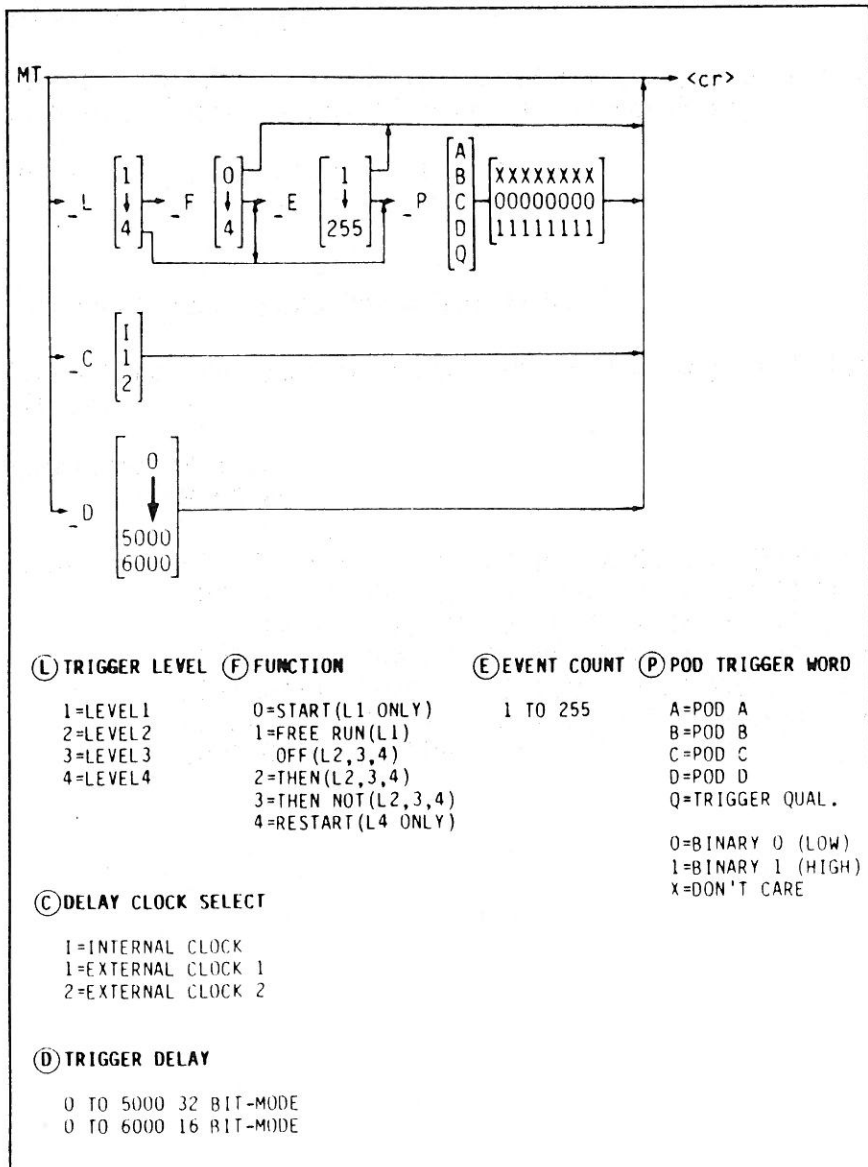 MT <cr>
_L [1 ↓ 4] _F [0 ↓ 4] _E [1 ↓ 255] _P [A B C D Q] [XXXXXXXX 00000000 11111111]
_C [I 1 2]
_D [0 ↓ 5000 6000]
(L) TRIGGER LEVEL
1=LEVEL1
2=LEVEL2
3=LEVEL3
4=LEVEL4
(F) FUNCTION
0=START(L1 ONLY)
1=FREE RUN(L1)
OFF(L2,3,4)
2=THEN(L2,3,4)
3=THEN NOT(L2,3,4)
4=RESTART(L4 ONLY)
(E) EVENT COUNT
1 TO 255
(P) POD TRIGGER WORD
A=POD A
B=POD B
C=POD C
D=POD D
Q=TRIGGER QUAL.
0=BINARY 0 (LOW)
1=BINARY 1 (HIGH)
X=DON'T CARE
(C) DELAY CLOCK SELECT
I=INTERNAL CLOCK
1=EXTERNAL CLOCK 1
2=EXTERNAL CLOCK 2
(D) TRIGGER DELAY
0 TO 5000 32 BIT-MODE
0 TO 6000 16 BIT-MODE